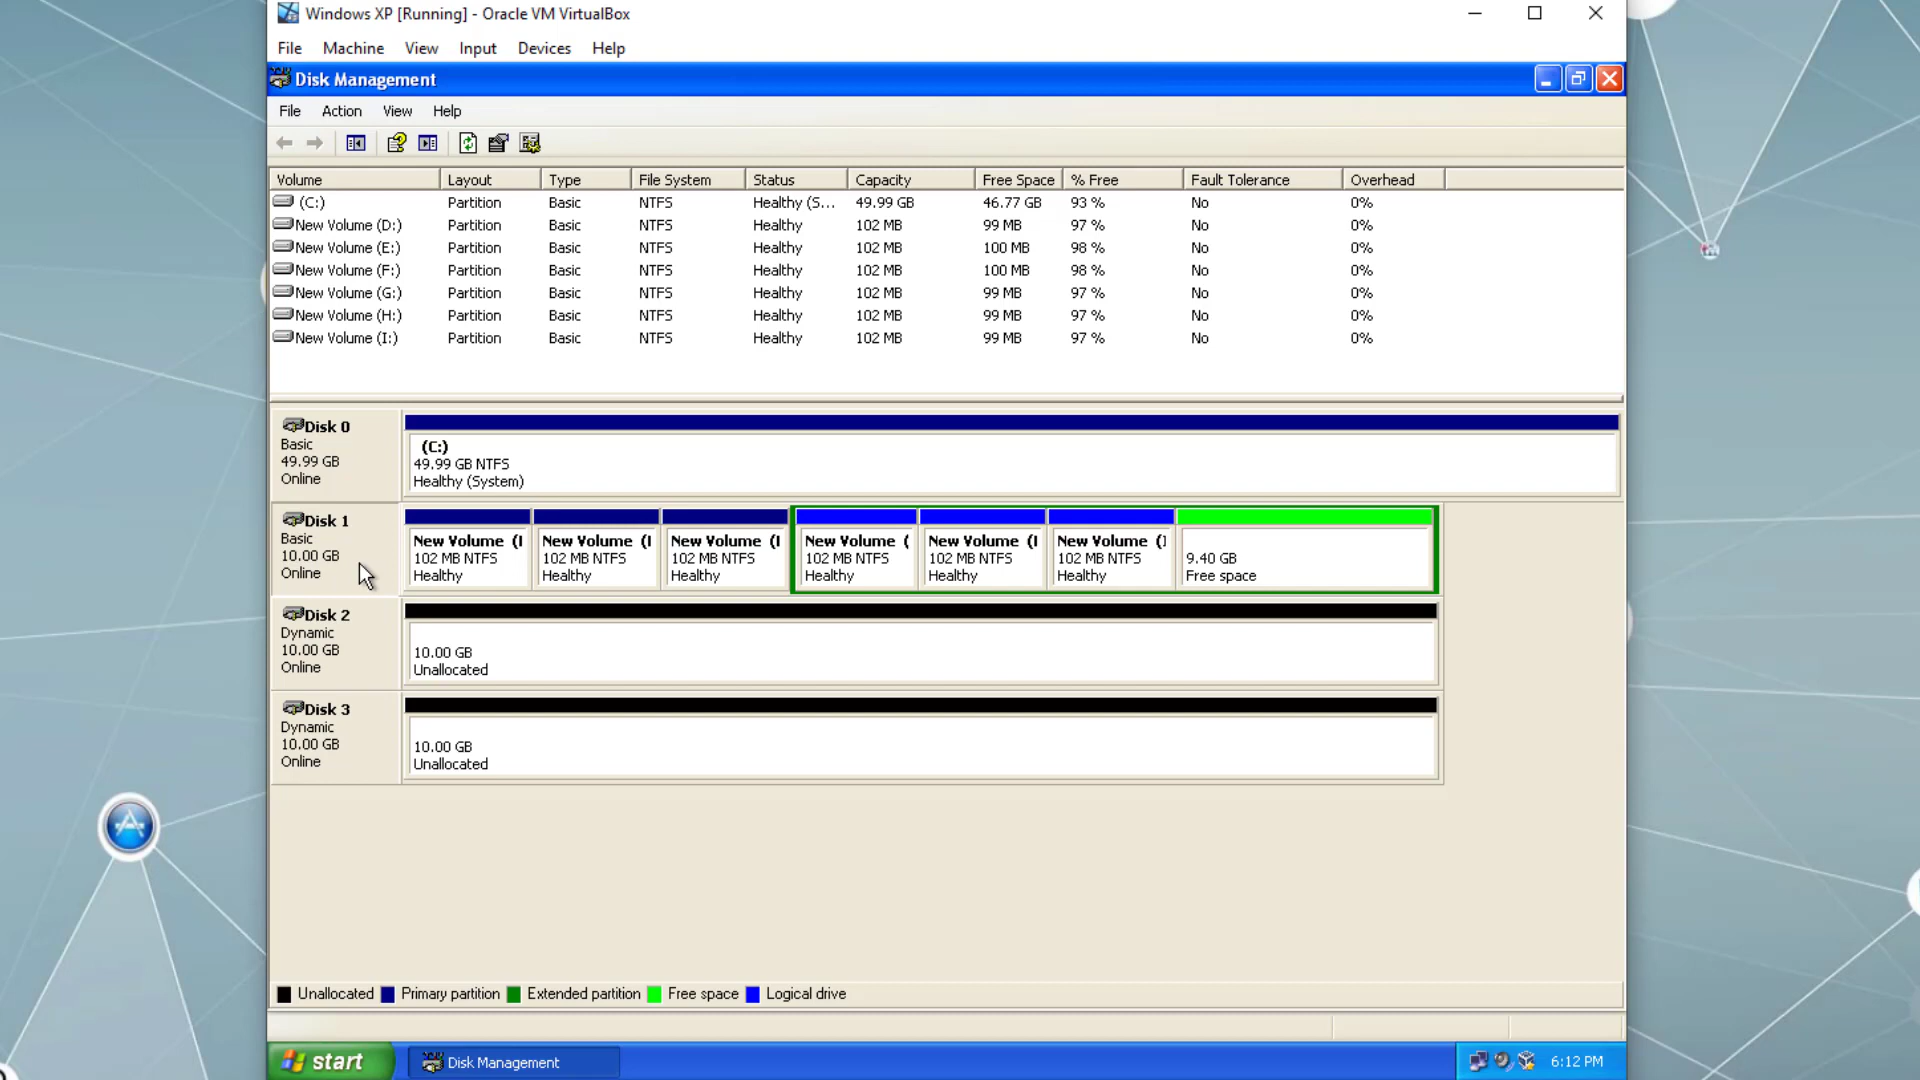 Windows XP [Running] - Oracle VM VirtualBox
File Machine View Input Devices Help
Disk Management
File Action View Help
Volume Layout Type File System Status Capacity Free Space % Free Fault Tolerance Overhead
(C:) Partition Basic NTFS Healthy (S... 49.99 GB 46.77 GB 93 % No 0%
New Volume (D:) Partition Basic NTFS Healthy 102 MB 99 MB 97 % No 0%
New Volume (E:) Partition Basic NTFS Healthy 102 MB 100 MB 98 % No 0%
New Volume (F:) Partition Basic NTFS Healthy 102 MB 100 MB 98 % No 0%
New Volume (G:) Partition Basic NTFS Healthy 102 MB 99 MB 97 % No 0%
New Volume (H:) Partition Basic NTFS Healthy 102 MB 99 MB 97 % No 0%
New Volume (I:) Partition Basic NTFS Healthy 102 MB 99 MB 97 % No 0%
Disk 0
Basic
49.99 GB
Online
(C:)
49.99 GB NTFS
Healthy (System)
Disk 1
Basic
10.00 GB
Online
New Volume ( New Volume ( New Volume ( New Volume ( New Volume ( New Volume (
102 MB NTFS 102 MB NTFS 102 MB NTFS 102 MB NTFS 102 MB NTFS 102 MB NTFS 9.40 GB
Healthy Healthy Healthy Healthy Healthy Healthy Free space
Disk 2
Dynamic
10.00 GB
Online
10.00 GB
Unallocated
Disk 3
Dynamic
10.00 GB
Online
10.00 GB
Unallocated
Unallocated Primary partition Extended partition Free space Logical drive
start Disk Management 6:12 PM